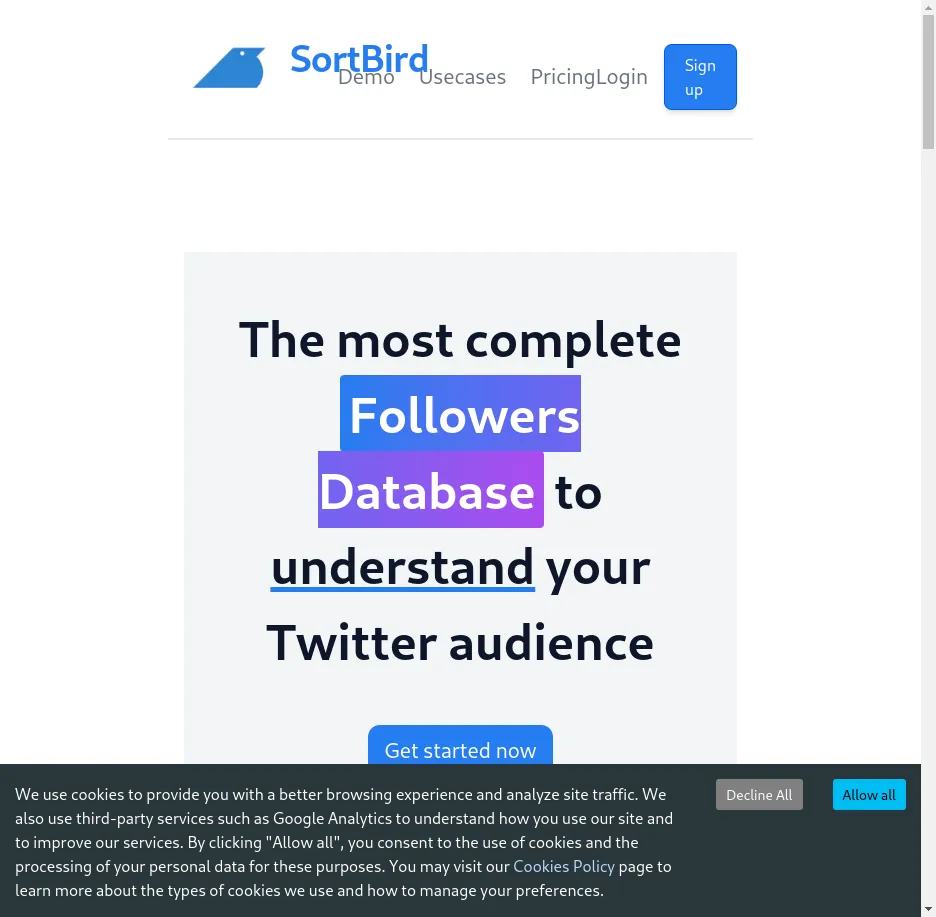 SortBird
Demo Usecases Pricing Login
Sign
up
The most complete
Followers
Database to
understand your
Twitter audience
Get started now
We use cookies to provide you with a better browsing experience and analyze site traffic. We
also use third-party services such as Google Analytics to understand how you use our site and
to improve our services. By clicking "Allow all", you consent to the use of cookies and the
processing of your personal data for these purposes. You may visit our Cookies Policy page to
learn more about the types of cookies we use and how to manage your preferences.
Decline All
Allow all